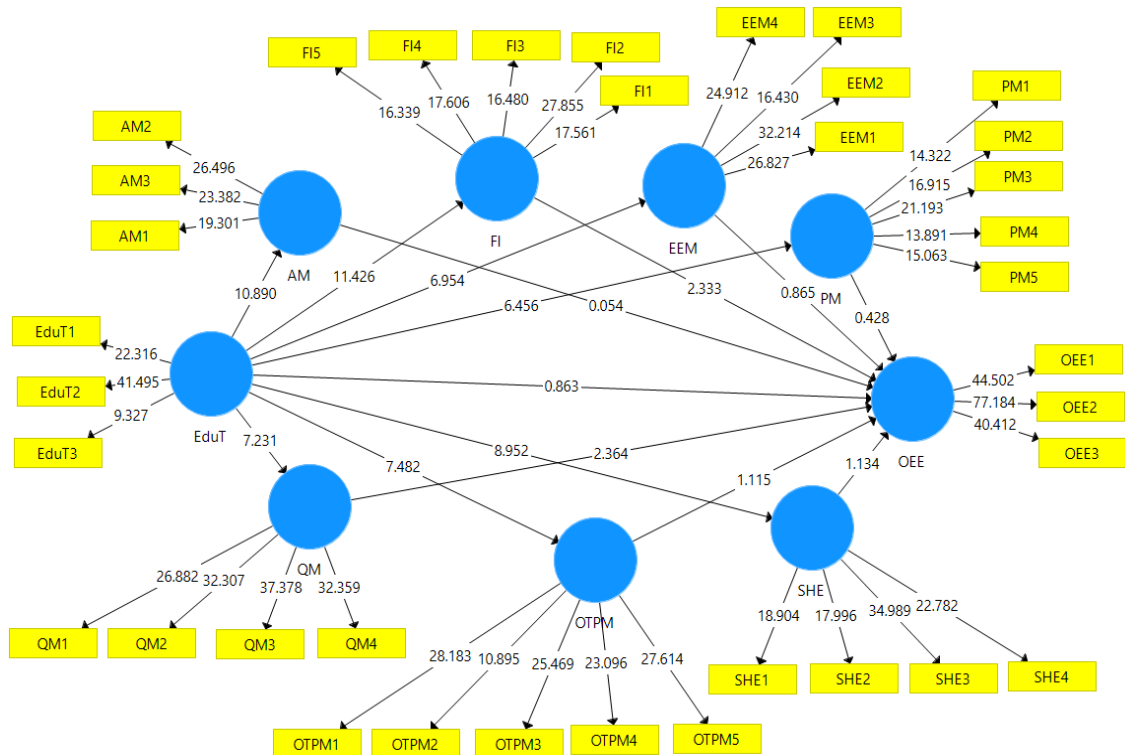 EEM4
EEM3
FI3
FI4
FI2
FI5
EEM2
PM1
FI1
24.912
16.430
17.606
16.480
27.855
16.339
17.561
AM2
32.214
EEM1
PM2
26.827
14.322
26.496
16.915
PM3
AM3
23.382
21.193
AM1
19.301
13.891
PM4
FI
EEM
15.063
PM5
AM
11.426
6.954
2.333
0.865
PM
10.890
6.456
0.054
0.428
EduT1
22.316
OEE1
44.502
EduT2
41.495
0.863
77.184
OEE2
9.327
40.412
EduT
EduT3
7.231
8.952
2.364
OEE
OEE3
7.482
1.134
1.115
QM
26.882
32.307
37.378
32.359
SHE
OTPM
18.904
17.996
34.989
22.782
QM1
QM2
QM3
QM4
28.183
10.895
25.469
23.096
27.614
SHE1
SHE2
SHE3
SHE4
OTPM1
OTPM2
OTPM3
OTPM4
OTPM5